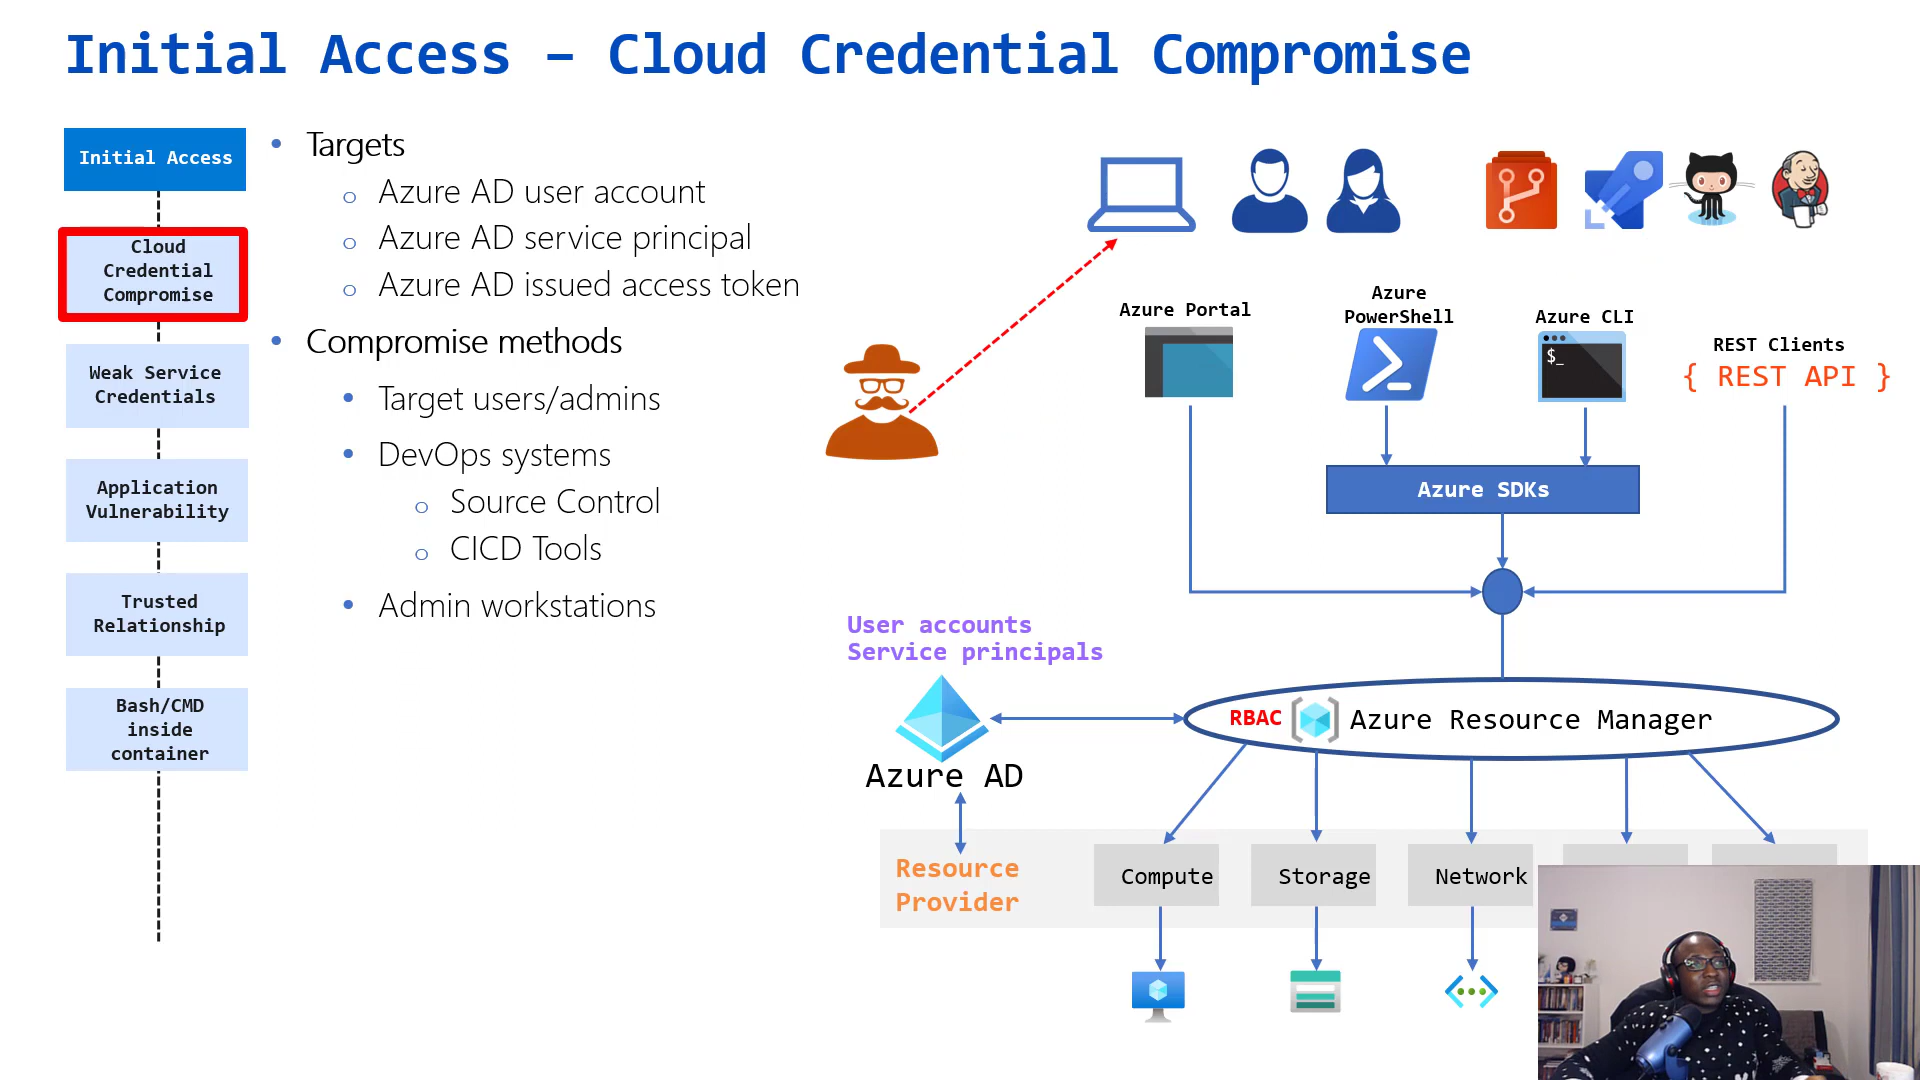 Initial Access – Cloud Credential Compromise
Initial Access
Cloud
Credential
Compromise
Weak Service
Credentials
Application
Vulnerability
Trusted
Relationship
Bash/CMD
inside
container
• Targets
o Azure AD user account
o Azure AD service principal
o Azure AD issued access token
• Compromise methods
• Target users/admins
• DevOps systems
o Source Control
o CICD Tools
• Admin workstations
Azure Portal
Azure
PowerShell
Azure CLI
$_
REST Clients
{ REST API }
Azure SDKs
User accounts
Service principals
Azure AD
RBAC
Azure Resource Manager
Resource
Provider
Compute
Storage
Network